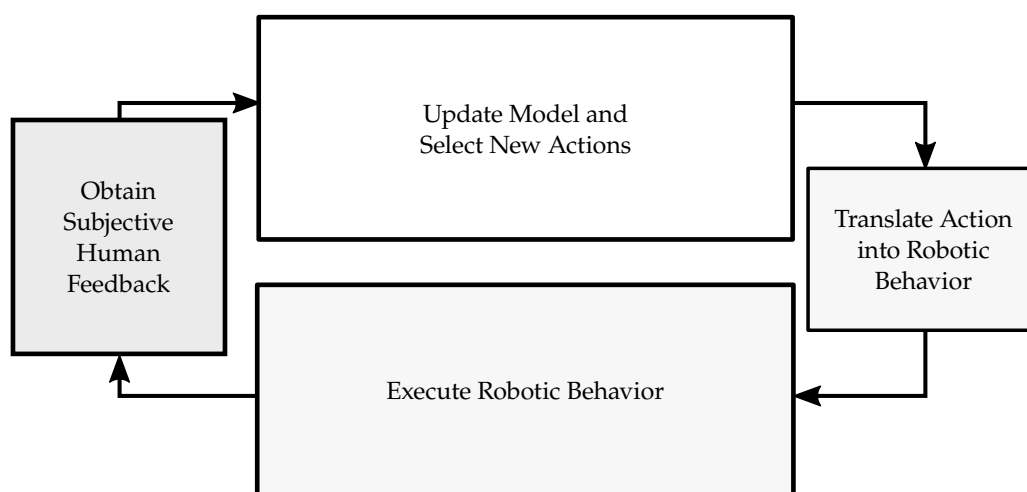 Update Model and
Select New Actions
Obtain
Subjective
Human
Feedback
Translate Action
into Robotic
Behavior
Execute Robotic Behavior